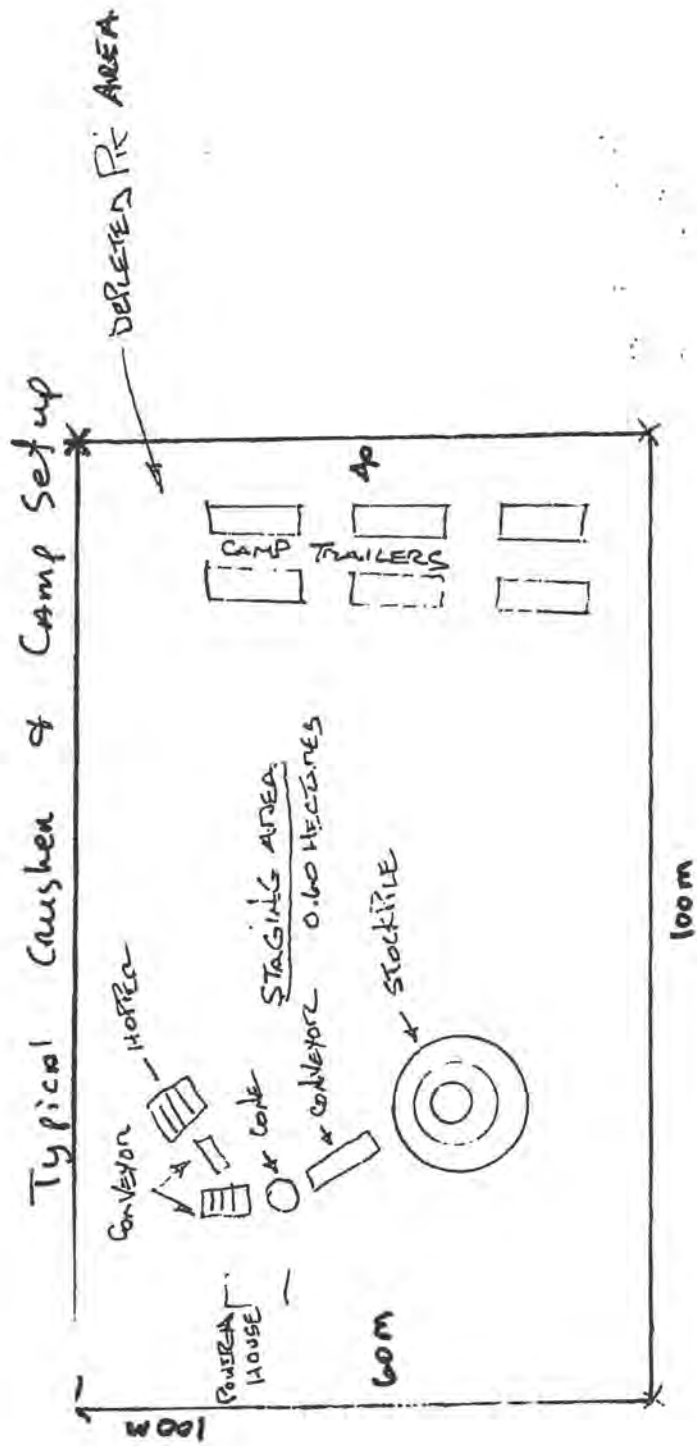 Typical Crusher & Camp Set up
DEPLETED PIT AREA
CONVEYOR
HOPPER
POWER
HOUSE
CONE
CONVEYOR
STAGING AREA
0.60 HECTARES
STOCKPILE
CAMP TRAILERS
60m
100m
100m